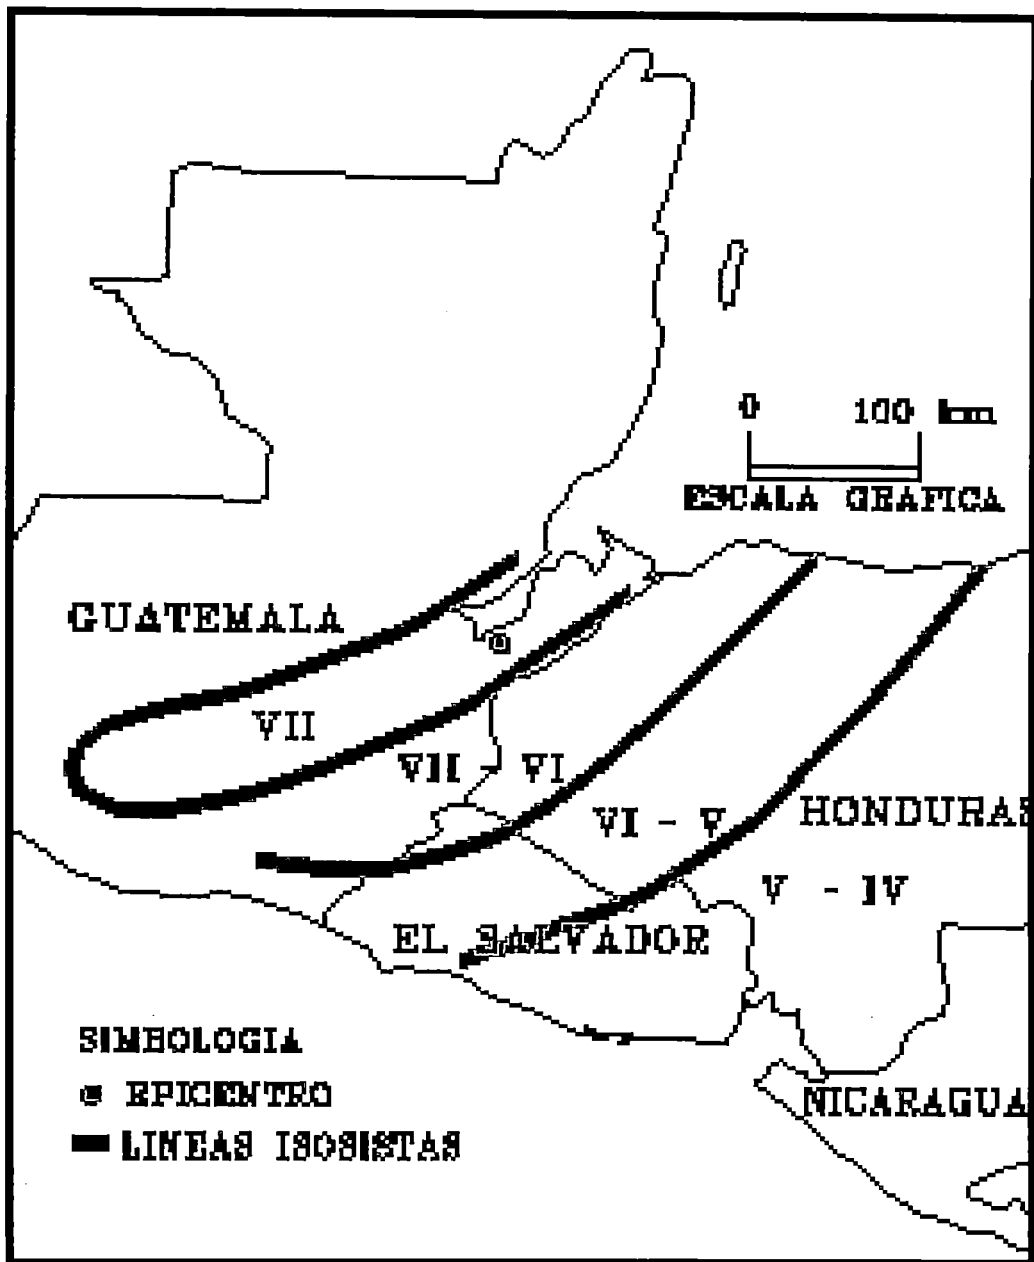 0 100 km
ESCALA GRAFICA
GUATEMALA
VII
VII - VI
VI - V
HONDURAS
V - IV
EL SALVADOR
SIMBOLOGIA
EPICENTRO
LINEAS ISOSISTAS
NICARAGUA